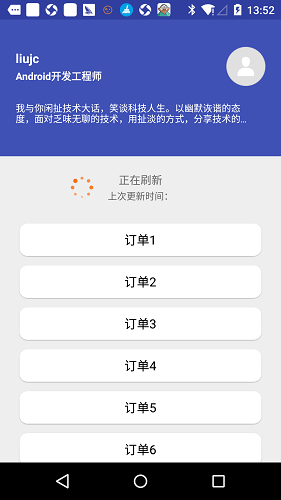 13:52
liujc
Android开发工程师
我与你闲扯技术大话，笑谈科技人生。以幽默诙谐的态
度，面对乏味无聊的技术，用扯淡的方式，分享技术的...
正在刷新
上次更新时间：
订单1
订单2
订单3
订单4
订单5
订单6